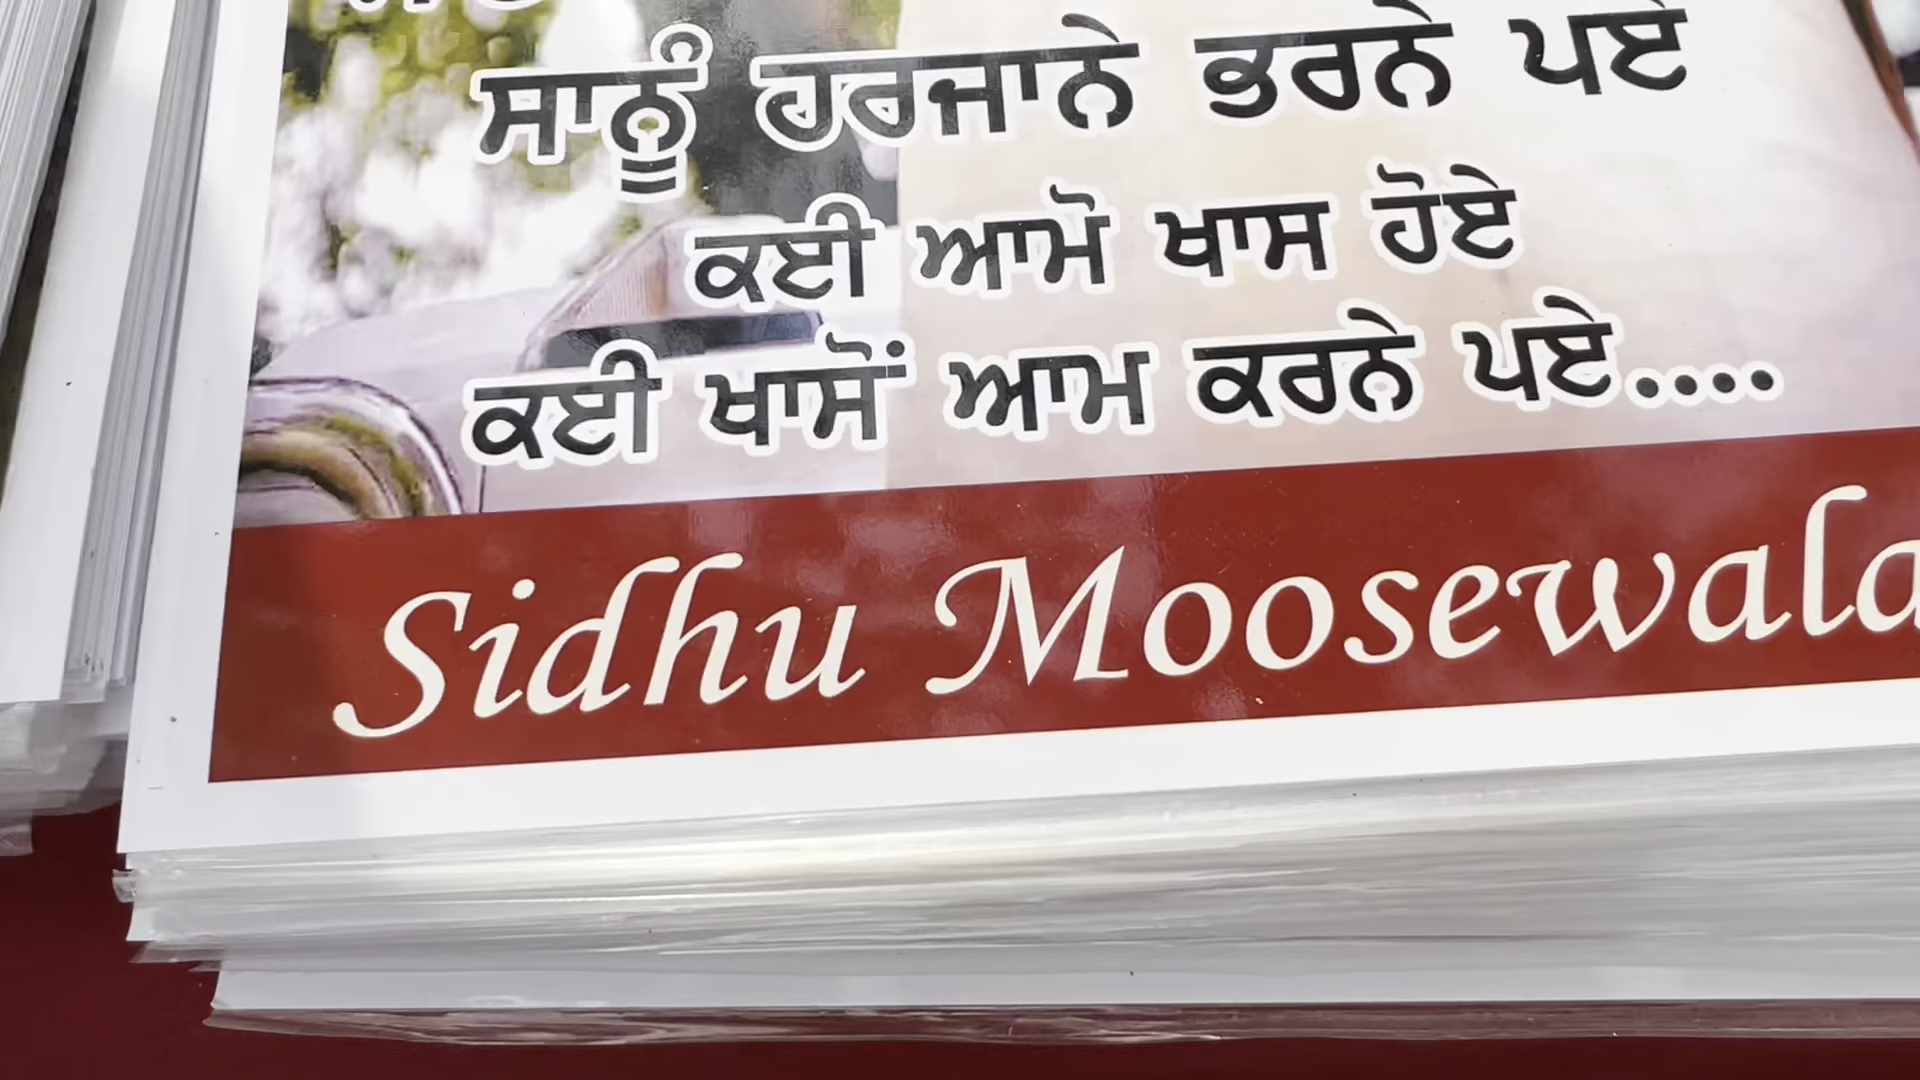 ਸਾਨੂੰ ਹਰਜਾਨੇ ਭਰਨੇ ਪਏ
ਕਈ ਆਮੋ ਖਾਸ ਹੋਏ
ਕਈ ਖਾਸੋਂ ਆਮ ਕਰਨੇ ਪਏ....
Sidhu Moosewala